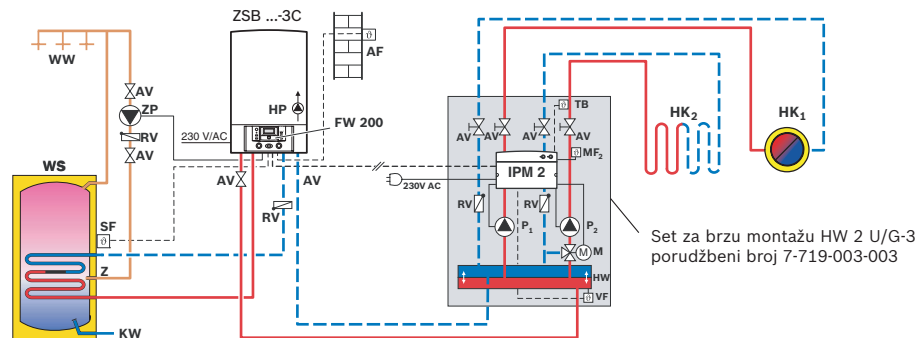 ZSB ...-3C
AF
WW
AV
ZP
HP
FW 200
RV
230 V/AC
AV
WS
AV
AV
RV
SF
Z
KW
TB
AV
AV
AV
AV
HK2
HK1
MF2
IPM 2
230V AC
RV
RV
P1
P2
M
M
HW
VF
Set za brzu montažu HW 2 U/G-3
porudžbeni broj 7-719-003-003